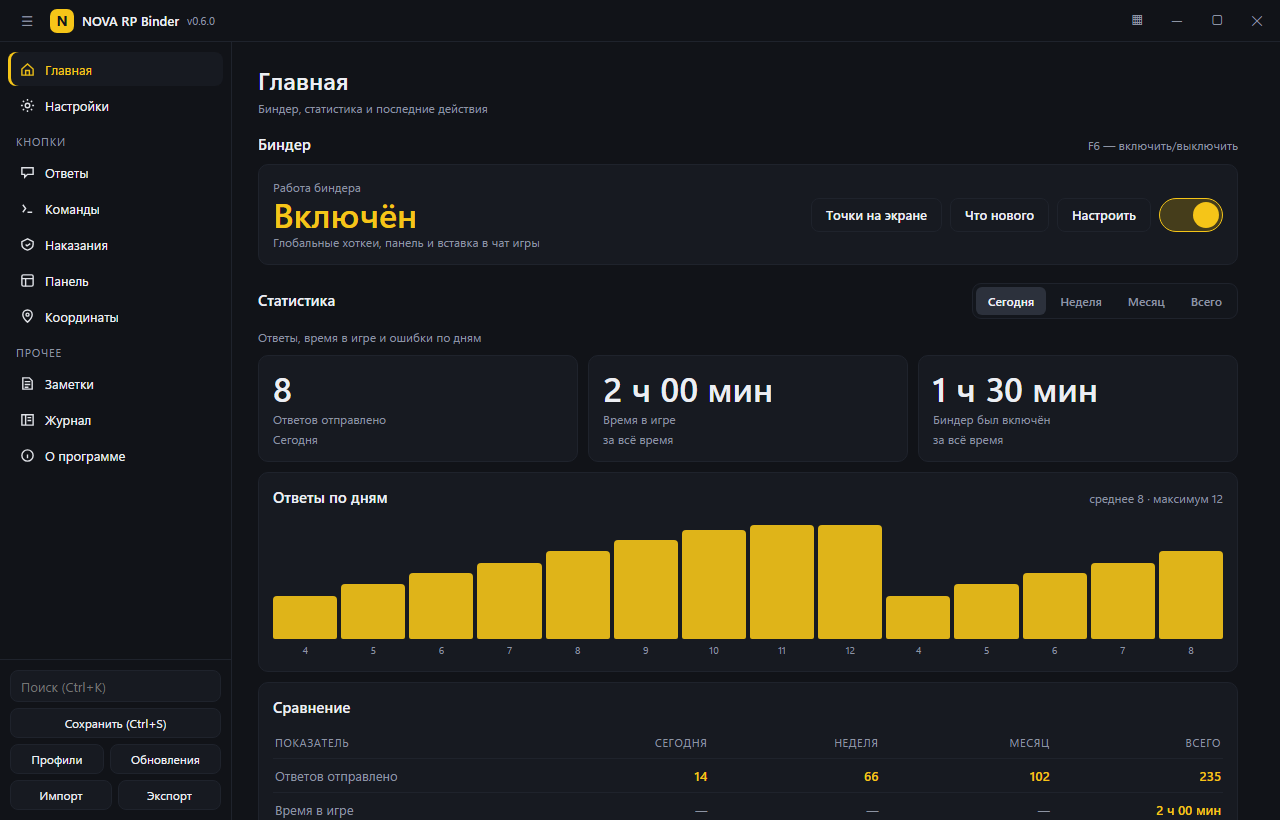 NOVA RP Binder v0.6.0
Главная
Настройки
КНОПКИ
Ответы
Команды
Наказания
Панель
Координаты
ПРОЧЕЕ
Заметки
Журнал
О программе
Поиск (Ctrl+K)
Сохранить (Ctrl+S)
Профили Обновления
Импорт Экспорт
Главная
Биндер, статистика и последние действия
Биндер F6 — включить/выключить
Работа биндера
Включён
Глобальные хоткеи, панель и вставка в чат игры
Точки на экране Что нового Настроить
Статистика Сегодня Неделя Месяц Всего
Ответы, время в игре и ошибки по дням
8
Ответов отправлено
Сегодня
2 ч 00 мин
Время в игре
за всё время
1 ч 30 мин
Биндер был включён
за всё время
Ответы по дням среднее 8 · максимум 12
4 5 6 7 8 9 10 11 12 4 5 6 7 8
Сравнение
ПОКАЗАТЕЛЬ СЕГОДНЯ НЕДЕЛЯ МЕСЯЦ ВСЕГО
Ответов отправлено 14 66 102 235
Время в игре — — — 2 ч 00 мин